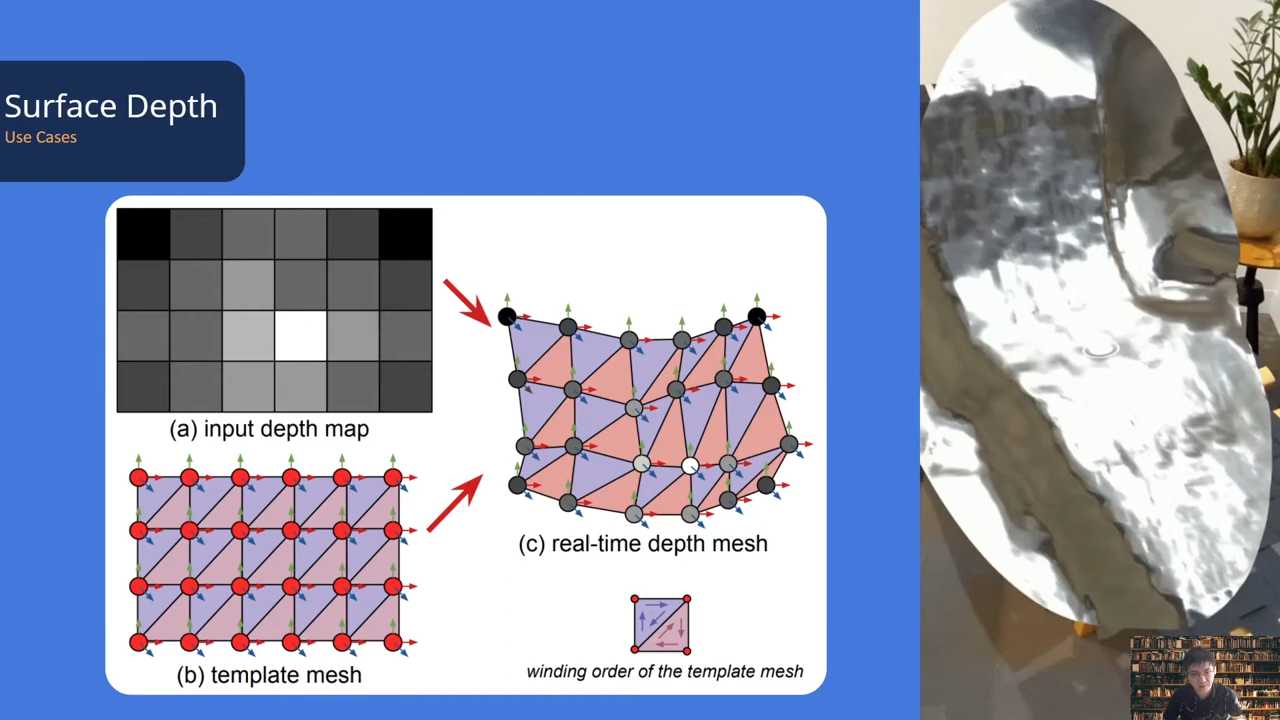 Surface Depth
Use Cases
(a) input depth map
(b) template mesh
(c) real-time depth mesh
winding order of the template mesh